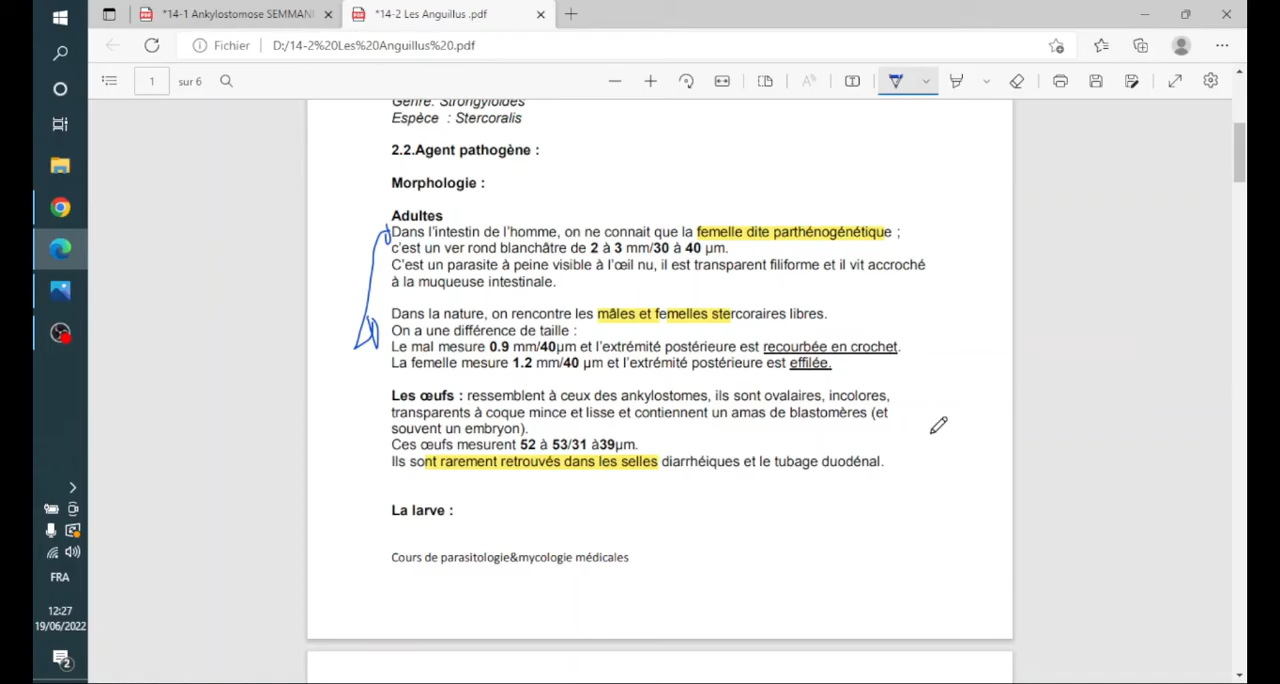 *14-1 Ankylostomose SEMMANI
*14-2 Les Anguillus .pdf
Fichier
D:/14-2%20Les%20Anguillus%20.pdf
1 sur 6
Genre: Strongyloides
Espèce : Stercoralis
2.2.Agent pathogène :
Morphologie :
Adultes
Dans l'intestin de l'homme, on ne connait que la femelle dite parthénogénétique ;
c'est un ver rond blanchâtre de 2 à 3 mm/30 à 40 µm.
C'est un parasite à peine visible à l'œil nu, il est transparent filiforme et il vit accroché
à la muqueuse intestinale.
Dans la nature, on rencontre les mâles et femelles stercoraires libres.
On a une différence de taille :
Le mal mesure 0.9 mm/40µm et l'extrémité postérieure est recourbée en crochet.
La femelle mesure 1.2 mm/40 µm et l'extrémité postérieure est effilée.
Les œufs : ressemblent à ceux des ankylostomes, ils sont ovalaires, incolores,
transparents à coque mince et lisse et contiennent un amas de blastomères (et
souvent un embryon).
Ces œufs mesurent 52 à 53/31 à39µm.
Ils sont rarement retrouvés dans les selles diarrhéiques et le tubage duodénal.
La larve :
Cours de parasitologie&mycologie médicales
FRA
12:27
19/06/2022
2